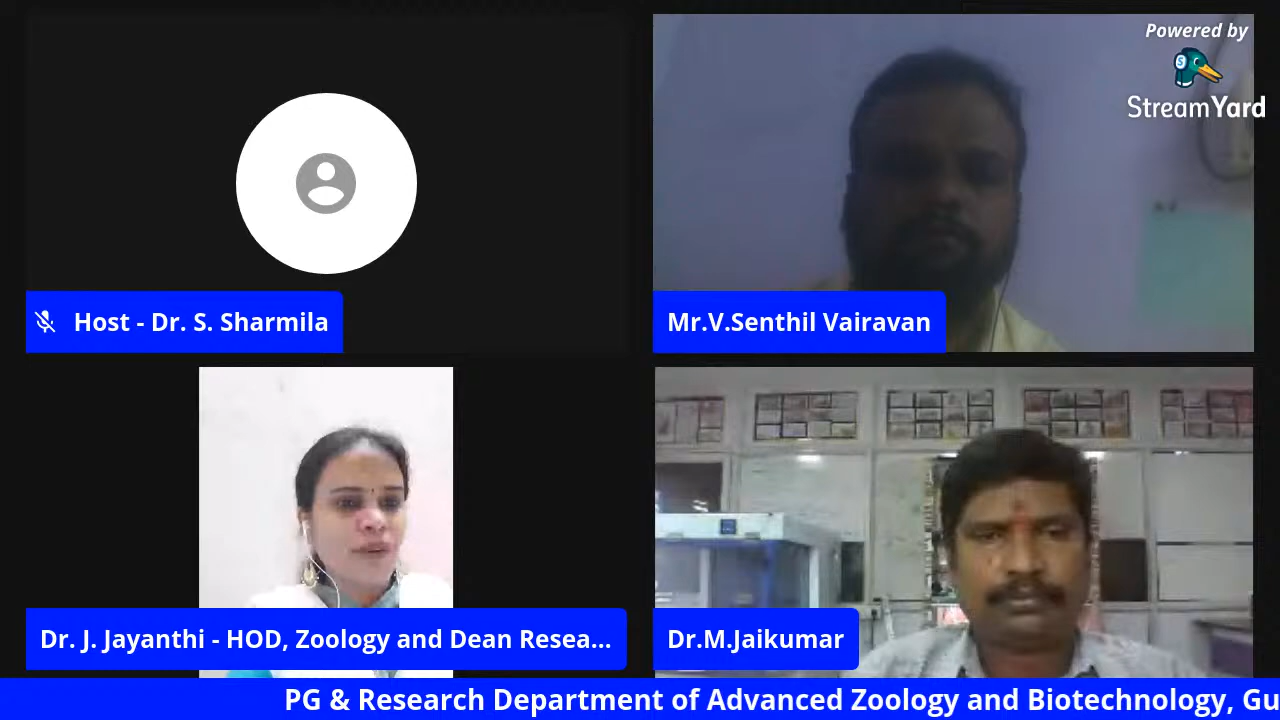 Powered by
StreamYard
Host - Dr. S. Sharmila
Mr.V.Senthil Vairavan
Dr. J. Jayanthi - HOD, Zoology and Dean Resea...
Dr.M.Jaikumar
PG & Research Department of Advanced Zoology and Biotechnology, Gu